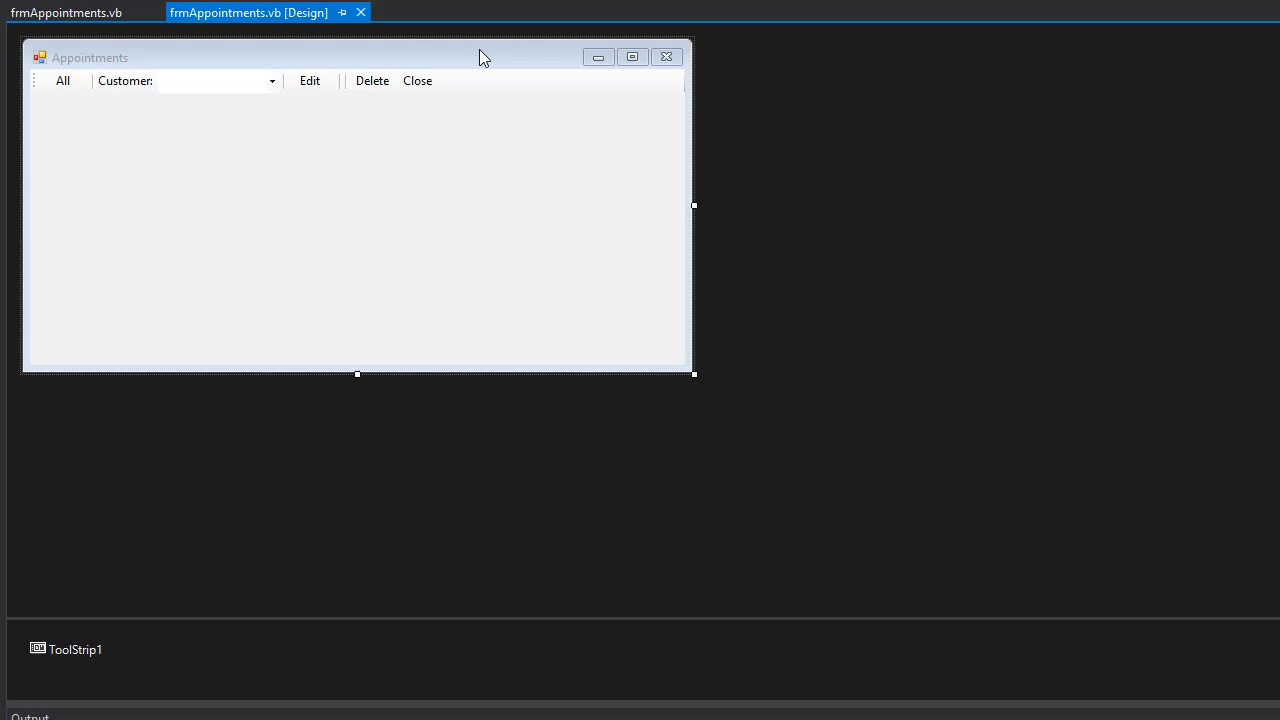 frmAppointments.vb frmAppointments.vb [Design]
Appointments
All Customer: Edit Delete Close
ToolStrip1
Output